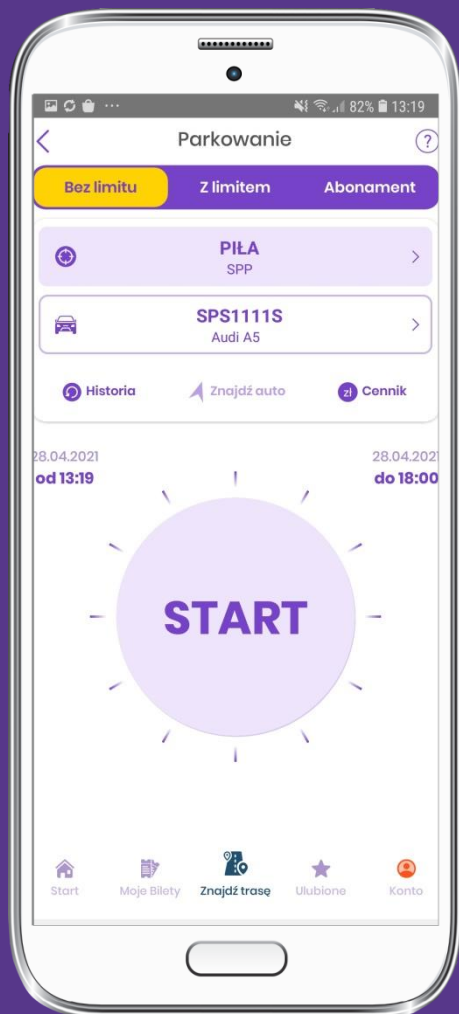 82% 13:19
Parkowanie
?
Bez limitu Z limitem Abonament
PIŁA
SPP
SPS1111S
Audi A5
Historia Znajdź auto zł Cennik
28.04.2021 28.04.2021
od 13:19 do 18:00
START
Start Moje Bilety Znajdź trasę Ulubione Konto